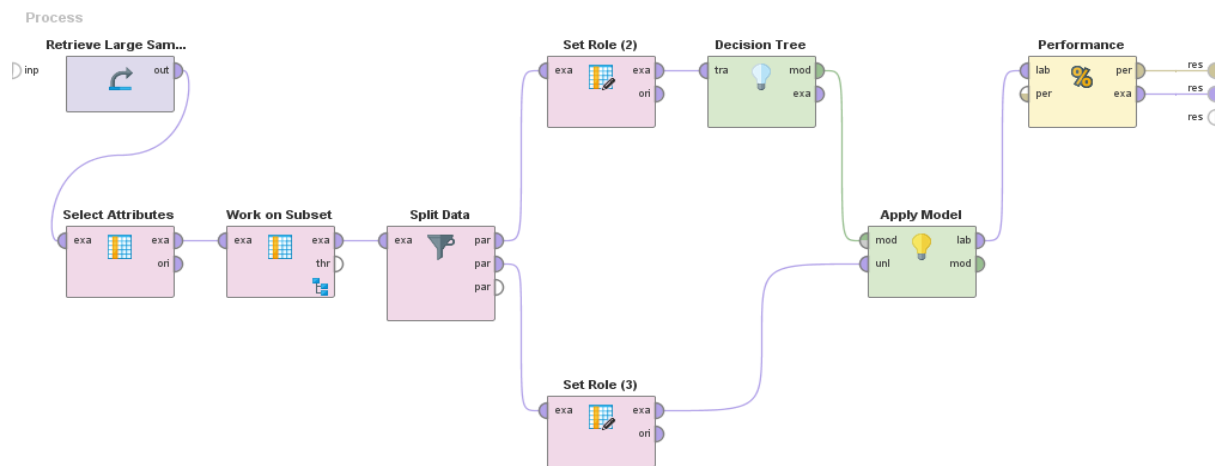 Process
inp
Retrieve Large Sam...
out
Set Role (2)
exa
exa
ori
Decision Tree
tra
mod
exa
Performance
lab
per
per
exa
res
res
res
Select Attributes
exa
exa
ori
Work on Subset
exa
exa
thr
Split Data
exa
par
par
par
Apply Model
mod
lab
unl
mod
Set Role (3)
exa
exa
ori